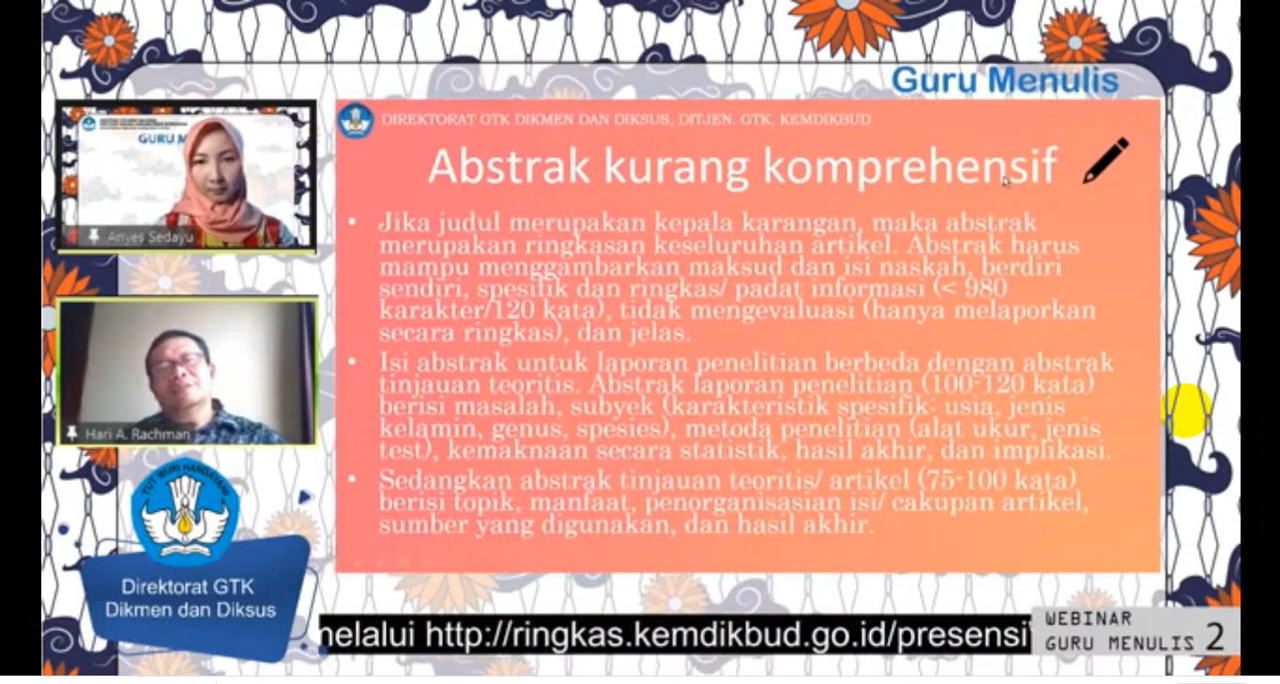 Guru Menulis
DIREKTORAT GTK DIKMEN DAN DIKSUS, DITJEN. GTK, KEMDIKBUD
Abstrak kurang komprehensif
• Jika judul merupakan kepala karangan, maka abstrak
merupakan ringkasan keseluruhan artikel. Abstrak harus
mampu menggambarkan maksud dan isi naskah, berdiri
sendiri, spesifik dan ringkas/ padat informasi (< 980
karakter/120 kata), tidak mengevaluasi (hanya melaporkan
secara ringkas), dan jelas.
• Isi abstrak untuk laporan penelitian berbeda dengan abstrak
tinjauan teoritis. Abstrak laporan penelitian (100-120 kata)
berisi masalah, subyek (karakteristik spesifik: usia, jenis
kelamin, genus, spesies), metoda penelitian (alat ukur, jenis
test), kemaknaan secara statistik, hasil akhir, dan implikasi.
• Sedangkan abstrak tinjauan teoritis/ artikel (75-100 kata)
berisi topik, manfaat, penorganisasian isi/ cakupan artikel,
sumber yang digunakan, dan hasil akhir.
GURU M
Anyes Sedayu
Hari A. Rachman
TUT WURI HANDAYANI
Direktorat GTK
Dikmen dan Diksus
nelalui http://ringkas.kemdikbud.go.id/presensi
WEBINAR
GURU MENULIS 2